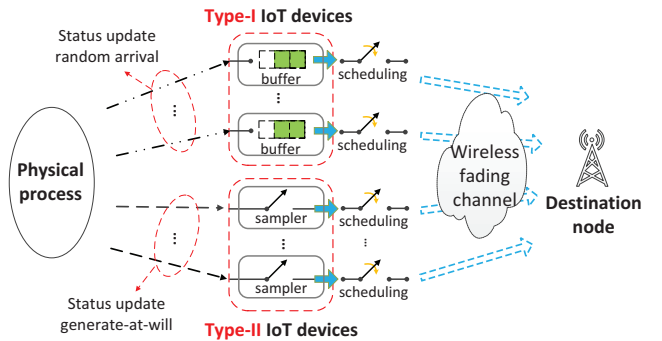 Type-I IoT devices
Status update
random arrival
buffer
scheduling
buffer
scheduling
Physical
process
Wireless
fading
channel
Destination
node
sampler
scheduling
sampler
scheduling
Status update
generate-at-will
Type-II IoT devices